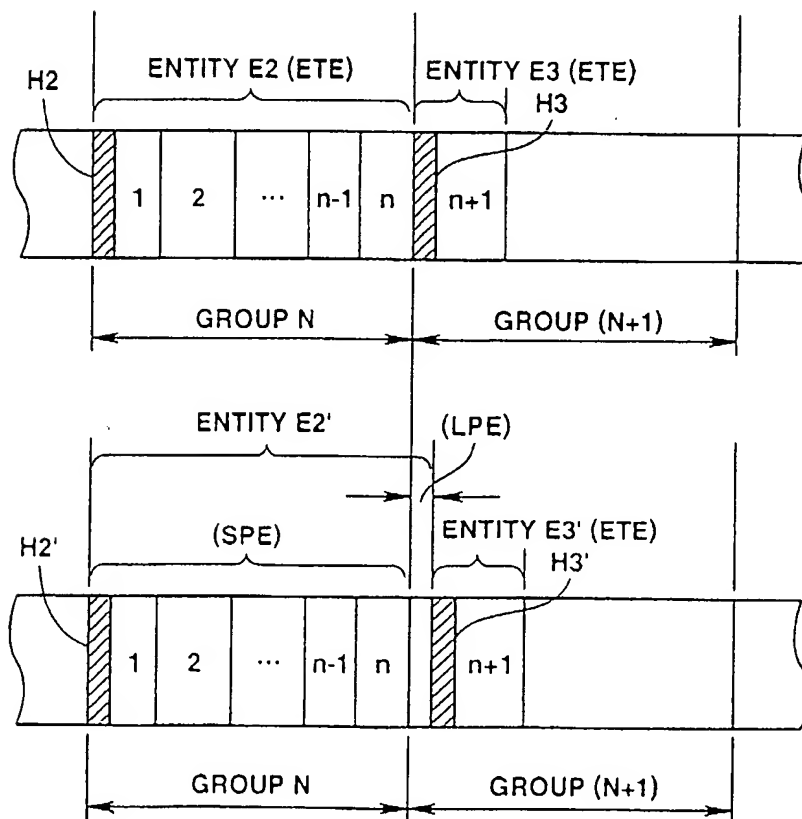 ENTITY E2 (ETE) ENTITY E3 (ETE)
H2 H3
1 2 ... n-1 n n+1
GROUP N GROUP (N+1)
ENTITY E2' (LPE)
(SPE) ENTITY E3' (ETE)
H2' H3'
1 2 ... n-1 n n+1
GROUP N GROUP (N+1)